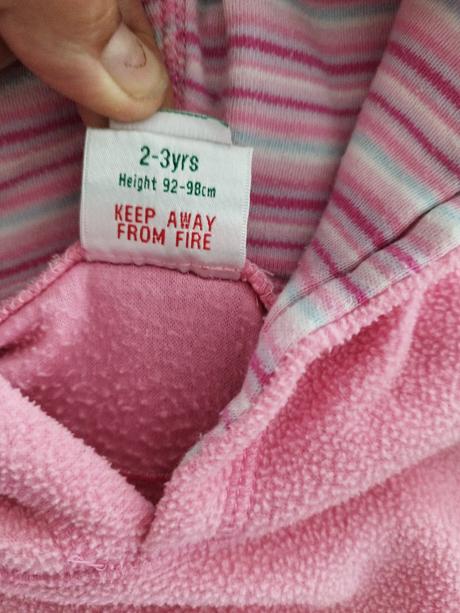 2-3yrs
Height 92-98cm
KEEP AWAY
FROM FIRE